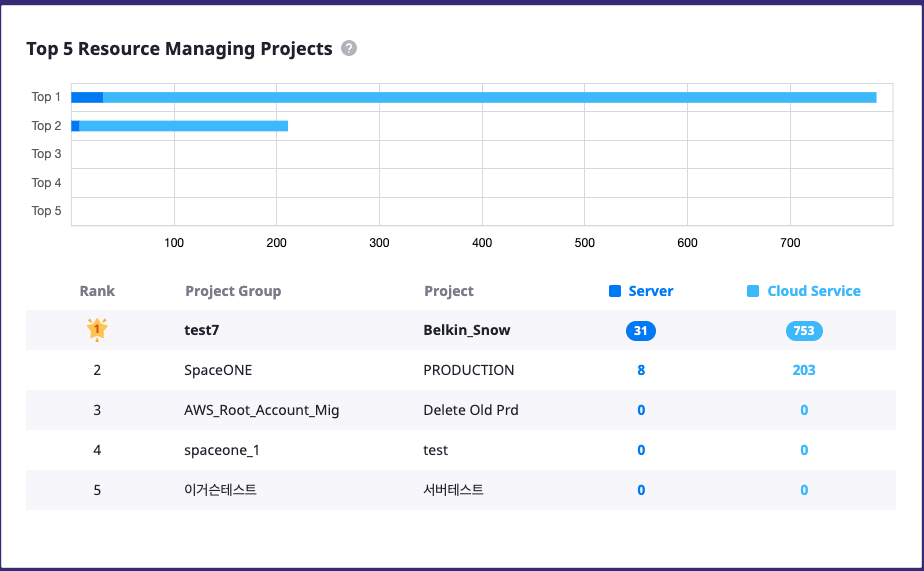 Top 5 Resource Managing Projects ?
Top 1
Top 2
Top 3
Top 4
Top 5
100 200 300 400 500 600 700
Rank Project Group Project Server Cloud Service
1 test7 Belkin_Snow 31 753
2 SpaceONE PRODUCTION 8 203
3 AWS_Root_Account_Mig Delete Old Prd 0 0
4 spaceone_1 test 0 0
5 이거슨테스트 서버테스트 0 0